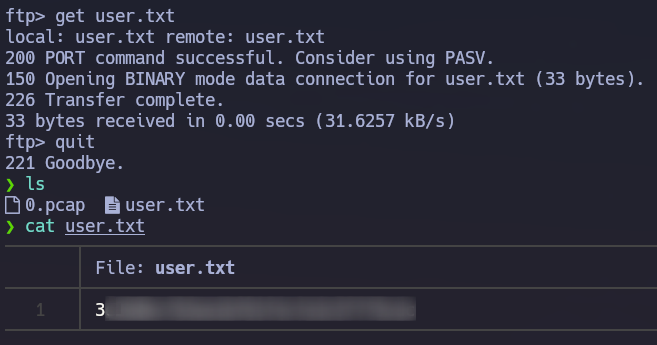 ftp> get user.txt
local: user.txt remote: user.txt
200 PORT command successful. Consider using PASV.
150 Opening BINARY mode data connection for user.txt (33 bytes).
226 Transfer complete.
33 bytes received in 0.00 secs (31.6257 kB/s)
ftp> quit
221 Goodbye.
❯ ls
0.pcap user.txt
❯ cat user.txt
File: user.txt
1 3